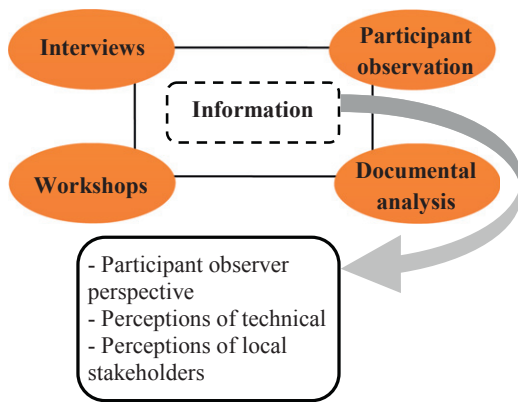 Interviews
Participant
observation
Information
Workshops
Documental
analysis
- Participant observer
perspective
- Perceptions of technical
- Perceptions of local
stakeholders